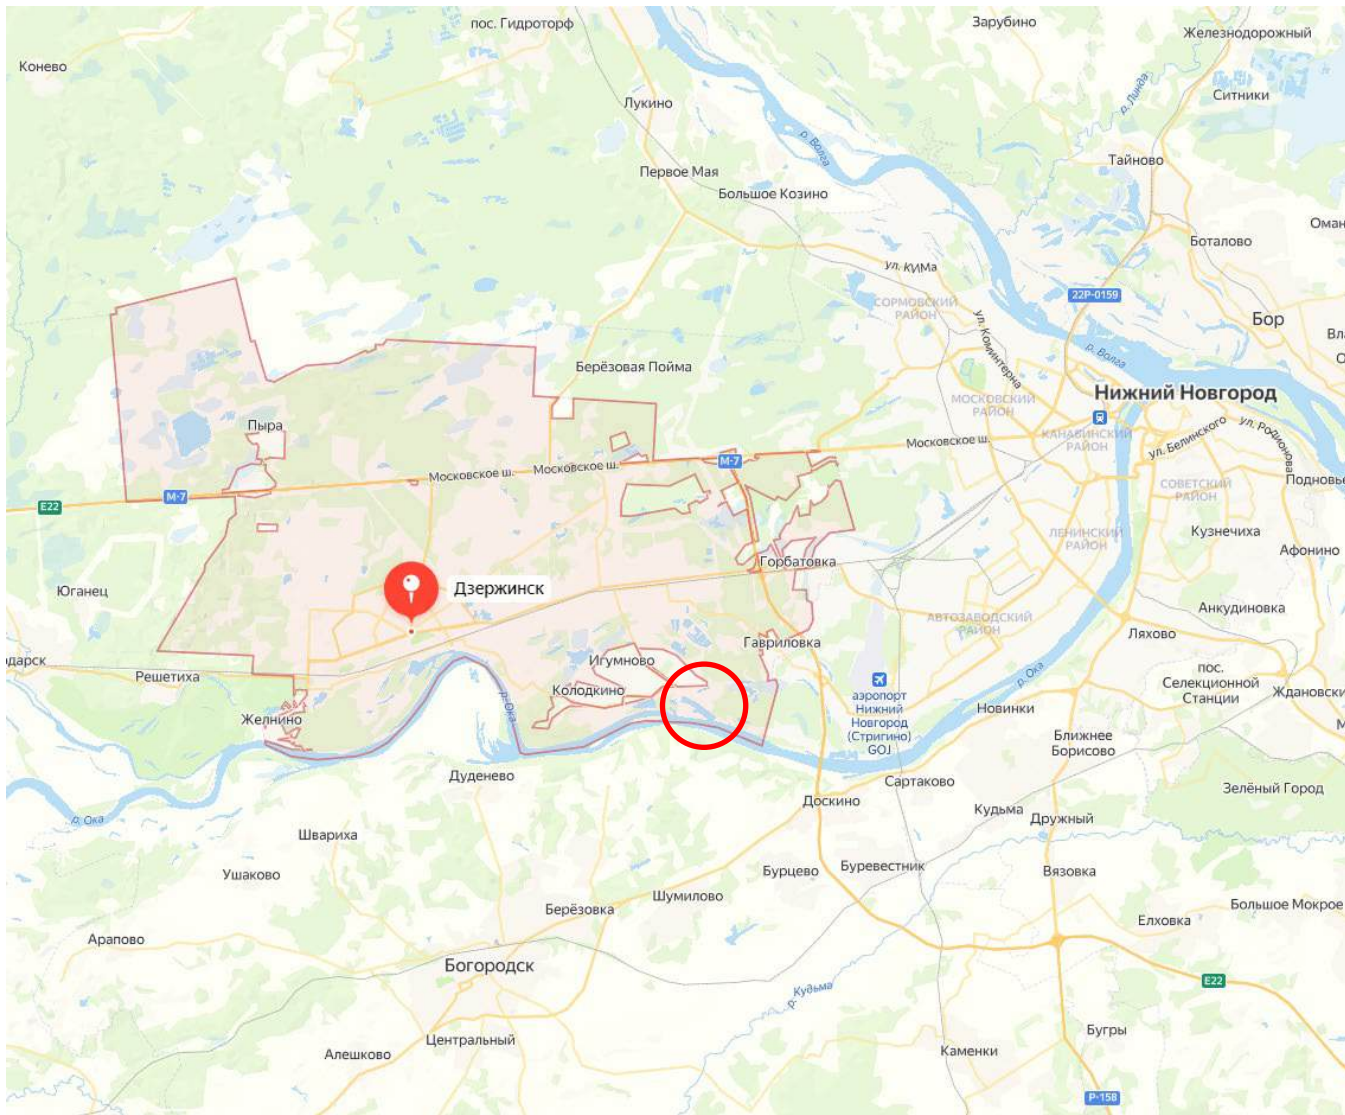 пос. Гидроторф
Зарубино
Железнодорожный
Конево
Ситники
Лукино
р. Линда
р. Волга
Тайново
Первое Мая
Большое Козино
Оман
Боталово
ул. КИМа
22Р-0159
СОРМОВСКИЙ
РАЙОН
Бор
ул. Коминтерна
Вла
р. Волга
О
Берёзовая Пойма
Нижний Новгород
МОСКОВСКИЙ
РАЙОН
Пыра
КАНАВИНСКИЙ
РАЙОН
ул. Белинского
ул. Родионова
Московское ш.
М-7
Московское ш.
Московское ш.
СОВЕТСКИЙ
РАЙОН
Подновье
М-7
Е22
ЛЕНИНСКИЙ
РАЙОН
Кузнечиха
Афонино
Горбатовка
Юганец
Дзержинск
Анкудиновка
АВТОЗАВОДСКИЙ
РАЙОН
Ляхово
Гавриловка
одарск
Решетиха
Игумново
пос.
Селекционной
Станции
р. Ока
Колодкино
аэропорт
Нижний
Новгород
(Стригино)
GOJ
Ждановски
р. Ока
Новинки
Желнино
М
Ближнее
Борисово
Дуденево
Сартаково
Зелёный Город
Доскино
Кудьма
Дружный
р. Ока
Швариха
Ушаково
Бурцево
Буревестник
Вязовка
Шумилово
Берёзовка
Большое Мокрое
Елховка
Арапово
Богородск
Е22
р. Кудьма
Бугры
Центральный
Алешково
Каменки
Р-158